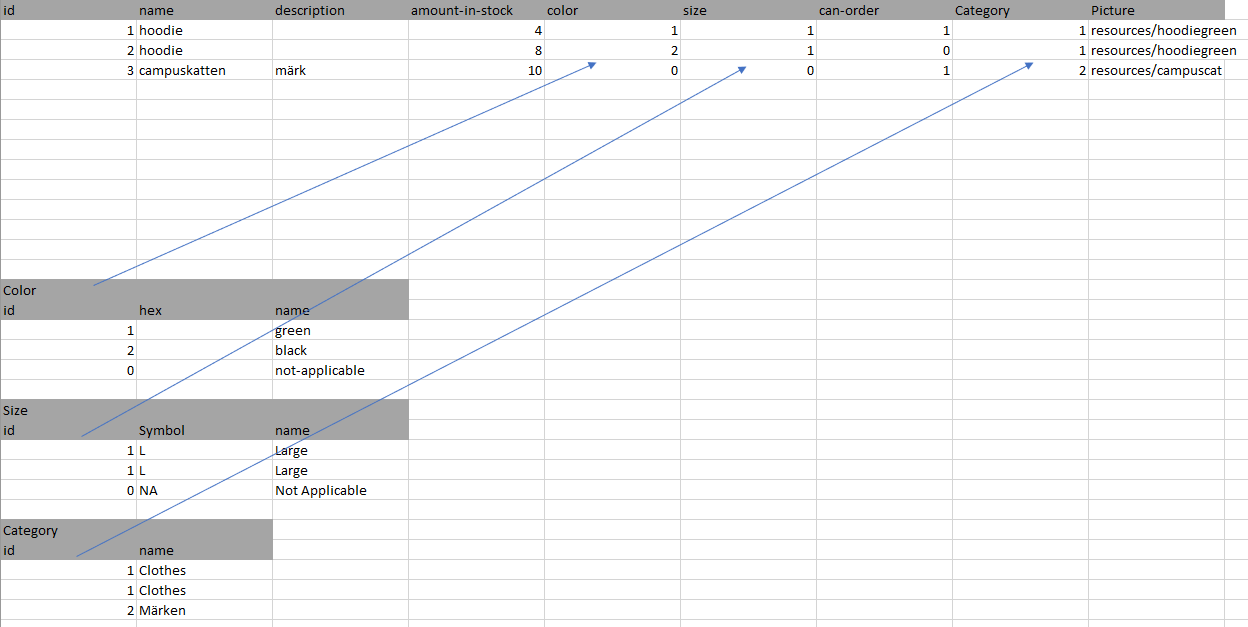 id name description amount-in-stock color size can-order Category Picture
1 hoodie 4 1 1 1 1 resources/hoodiegreen
2 hoodie 8 2 1 0 1 resources/hoodiegreen
3 campuskatten märk 10 0 0 1 2 resources/campuscat
Color
id hex name
1 green
2 black
0 not-applicable
Size
id Symbol name
1 L Large
1 L Large
0 NA Not Applicable
Category
id name
1 Clothes
1 Clothes
2 Märken